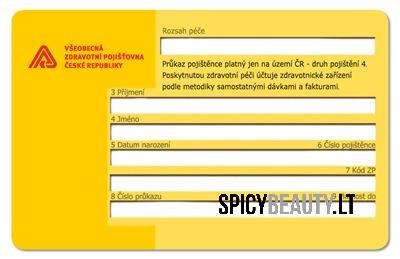 Rozsah péče
VŠEOBECNÁ
ZDRAVOTNÍ POJIŠŤOVNA
ČESKÉ REPUBLIKY
Průkaz pojištěnce platný jen na území ČR - druh pojištění 4.
Poskytnutou zdravotní péči účtuje zdravotnické zařízení
podle metodiky samostatnými dávkami a fakturami.
3 Příjmení
4 Jméno
5 Datum narození 6 Číslo pojištěnce
7 Kód ZP
8 Číslo průkazu ost do
SPICYBEAUTY.LT